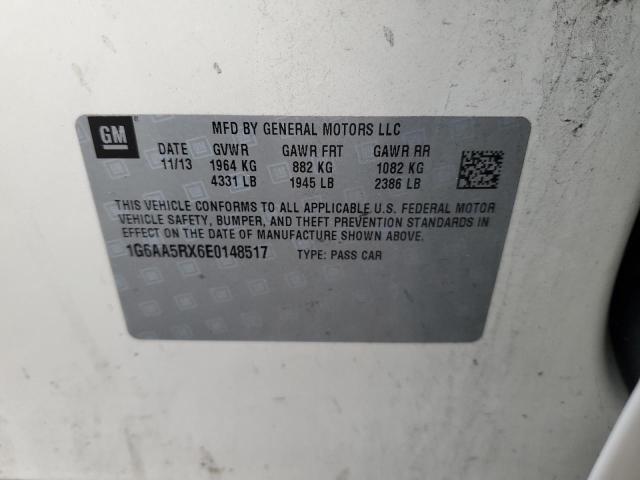 GM
MFD BY GENERAL MOTORS LLC
DATE GVWR GAWR FRT GAWR RR
11/13 1964 KG 882 KG 1082 KG
4331 LB 1945 LB 2386 LB
THIS VEHICLE CONFORMS TO ALL APPLICABLE U.S. FEDERAL MOTOR
VEHICLE SAFETY, BUMPER, AND THEFT PREVENTION STANDARDS IN
EFFECT ON THE DATE OF MANUFACTURE SHOWN ABOVE.
1G6AA5RX6E0148517 TYPE: PASS CAR